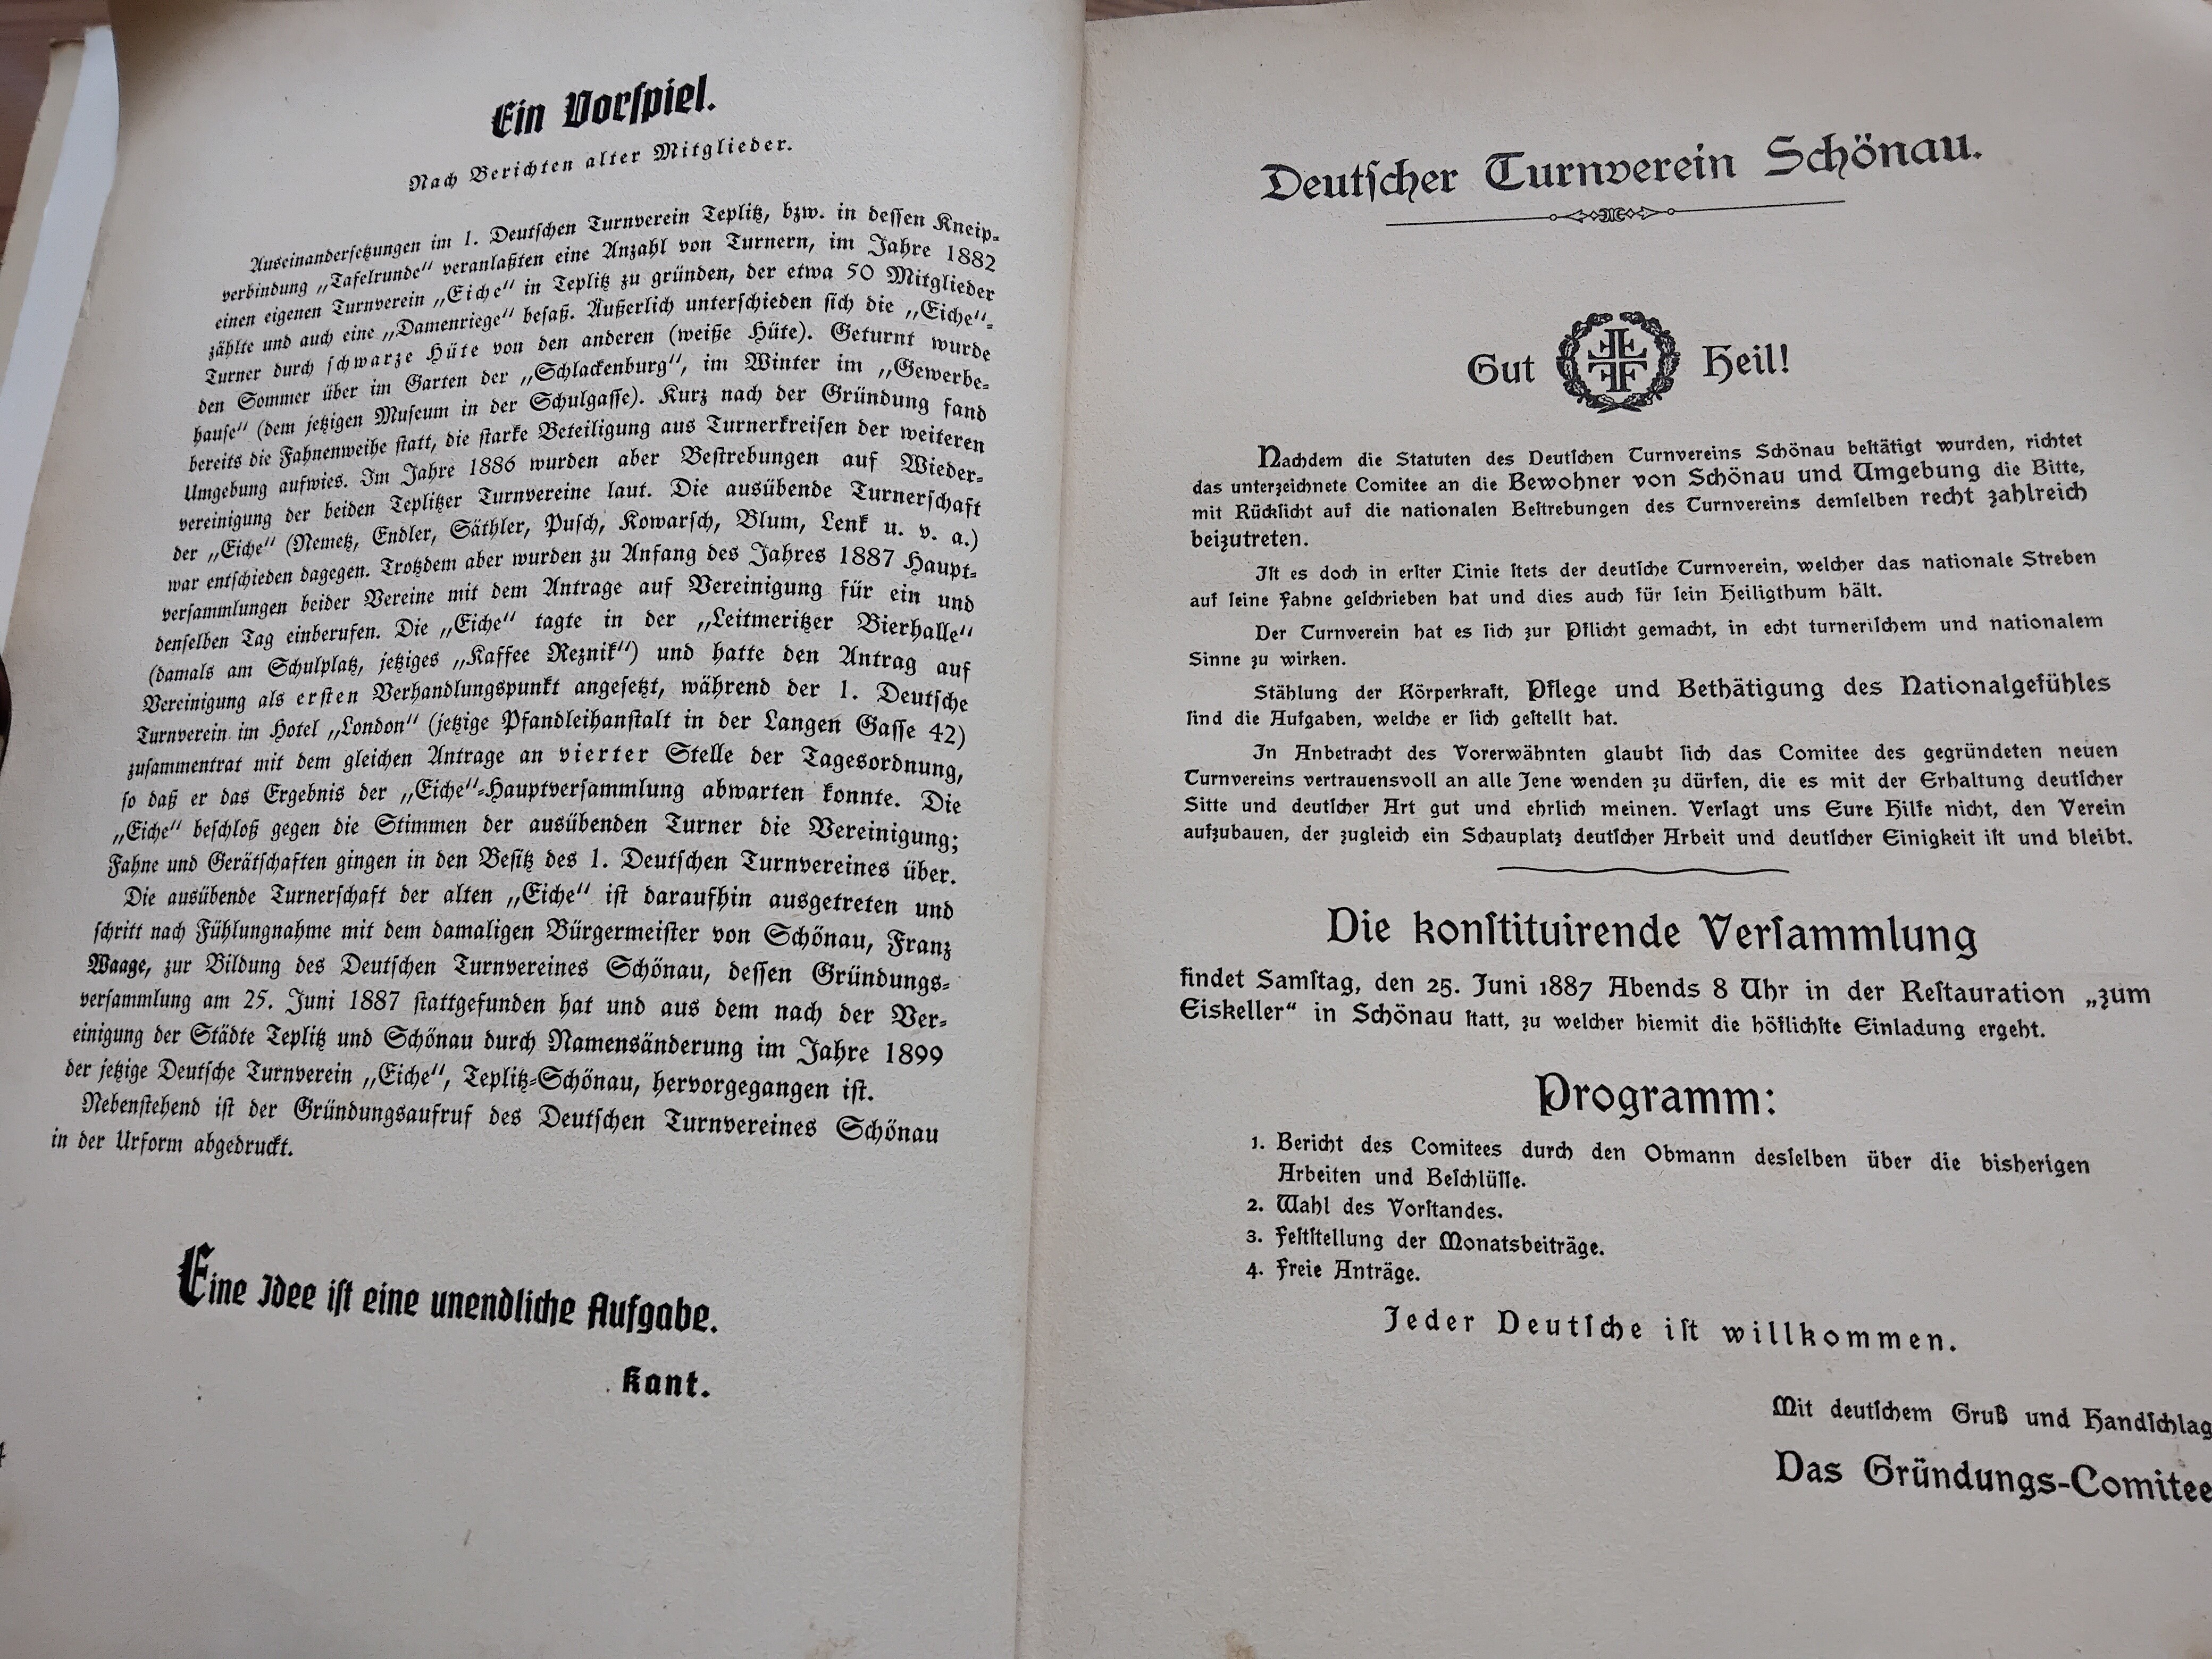 Ein Vorſpiel.
Nach Berichten alter Mitglieder.
Auseinanderſetzungen im 1. Deutſchen Turnverein Teplitz, bzw. in deſſen Kneip-
verbindung „Tafelrunde“ veranlaßten eine Anzahl von Turnern, im Jahre 1882
einen eigenen Turnverein „Eiche“ in Teplitz zu gründen, der etwa 50 Mitglieder
zählte und auch eine „Damenriege“ beſaß. Äußerlich unterſchieden ſich die „Eiche“-
Turner durch ſchwarze Hüte von den anderen (weiße Hüte). Geturnt wurde
den Sommer über im Garten der „Schlackenburg“, im Winter im „Gewerbe-
hauſe“ (dem jetzigen Muſeum in der Schulgaſſe). Kurz nach der Gründung fand
bereits die Fahnenweihe ſtatt, die ſtarke Beteiligung aus Turnerkreiſen der weiteren
Umgebung aufwies. Im Jahre 1886 wurden aber Beſtrebungen auf Wieder-
vereinigung der beiden Teplitzer Turnvereine laut. Die ausübende Turnerſchaft
der „Eiche“ (Nemetz, Endler, Säthler, Puſch, Kowarſch, Blum, Lenk u. v. a.)
war entſchieden dagegen. Trotzdem aber wurden zu Anfang des Jahres 1887 Haupt-
verſammlungen beider Vereine mit dem Antrage auf Vereinigung für ein und
denſelben Tag einberufen. Die „Eiche“ tagte in der „Leitmeritzer Bierhalle“
(damals am Schulplatz, jetziges „Kaffee Reznik“) und hatte den Antrag auf
Vereinigung als erſten Verhandlungspunkt angeſetzt, während der 1. Deutſche
Turnverein im Hotel „London“ (jetzige Pfandleihanſtalt in der Langen Gaſſe 42)
zuſammentrat mit dem gleichen Antrage an vierter Stelle der Tagesordnung,
ſo daß er das Ergebnis der „Eiche“-Hauptverſammlung abwarten konnte. Die
„Eiche“ beſchloß gegen die Stimmen der ausübenden Turner die Vereinigung;
Fahne und Gerätſchaften gingen in den Beſitz des 1. Deutſchen Turnvereines über.
Die ausübende Turnerſchaft der alten „Eiche“ iſt daraufhin ausgetreten und
ſchritt nach Fühlungnahme mit dem damaligen Bürgermeiſter von Schönau, Franz
Waage, zur Bildung des Deutſchen Turnvereines Schönau, deſſen Gründungs-
verſammlung am 25. Juni 1887 ſtattgefunden hat und aus dem nach der Ver-
einigung der Städte Teplitz und Schönau durch Namensänderung im Jahre 1899
der jetzige Deutſche Turnverein „Eiche“, Teplitz-Schönau, hervorgegangen iſt.
Nebenſtehend iſt der Gründungsaufruf des Deutſchen Turnvereines Schönau
in der Urform abgedruckt.
Eine Idee iſt eine unendliche Aufgabe.
Kant.
4
Deutſcher Turnverein Schönau.
Gut Heil!
Nachdem die Statuten des Deutſchen Turnvereins Schönau beſtätigt wurden, richtet
das unterzeichnete Comitee an die Bewohner von Schönau und Umgebung die Bitte,
mit Rückſicht auf die nationalen Beſtrebungen des Turnvereins demſelben recht zahlreich
beizutreten.
Iſt es doch in erſter Linie ſtets der deutſche Turnverein, welcher das nationale Streben
auf ſeine Fahne geſchrieben hat und dies auch für ſein Heiligthum hält.
Der Turnverein hat es ſich zur Pflicht gemacht, in echt turneriſchem und nationalem
Sinne zu wirken.
Stählung der Körperkraft, Pflege und Bethätigung des Nationalgefühles
ſind die Aufgaben, welche er ſich geſtellt hat.
In Anbetracht des Vorerwähnten glaubt ſich das Comitee des gegründeten neuen
Turnvereins vertrauensvoll an alle Jene wenden zu dürfen, die es mit der Erhaltung deutſcher
Sitte und deutſcher Art gut und ehrlich meinen. Verſagt uns Eure Hilfe nicht, den Verein
aufzubauen, der zugleich ein Schauplatz deutſcher Arbeit und deutſcher Einigkeit iſt und bleibt.
Die konſtituirende Verſammlung
findet Samſtag, den 25. Juni 1887 Abends 8 Uhr in der Reſtauration „zum
Eiskeller“ in Schönau ſtatt, zu welcher hiemit die höflichſte Einladung ergeht.
Programm:
1. Bericht des Comitees durch den Obmann desſelben über die bisherigen
Arbeiten und Beſchlüſſe.
2. Wahl des Vorſtandes.
3. Feſtſtellung der Monatsbeiträge.
4. Freie Anträge.
Jeder Deutſche iſt willkommen.
Mit deutſchem Gruß und Handſchlag
Das Gründungs-Comitee